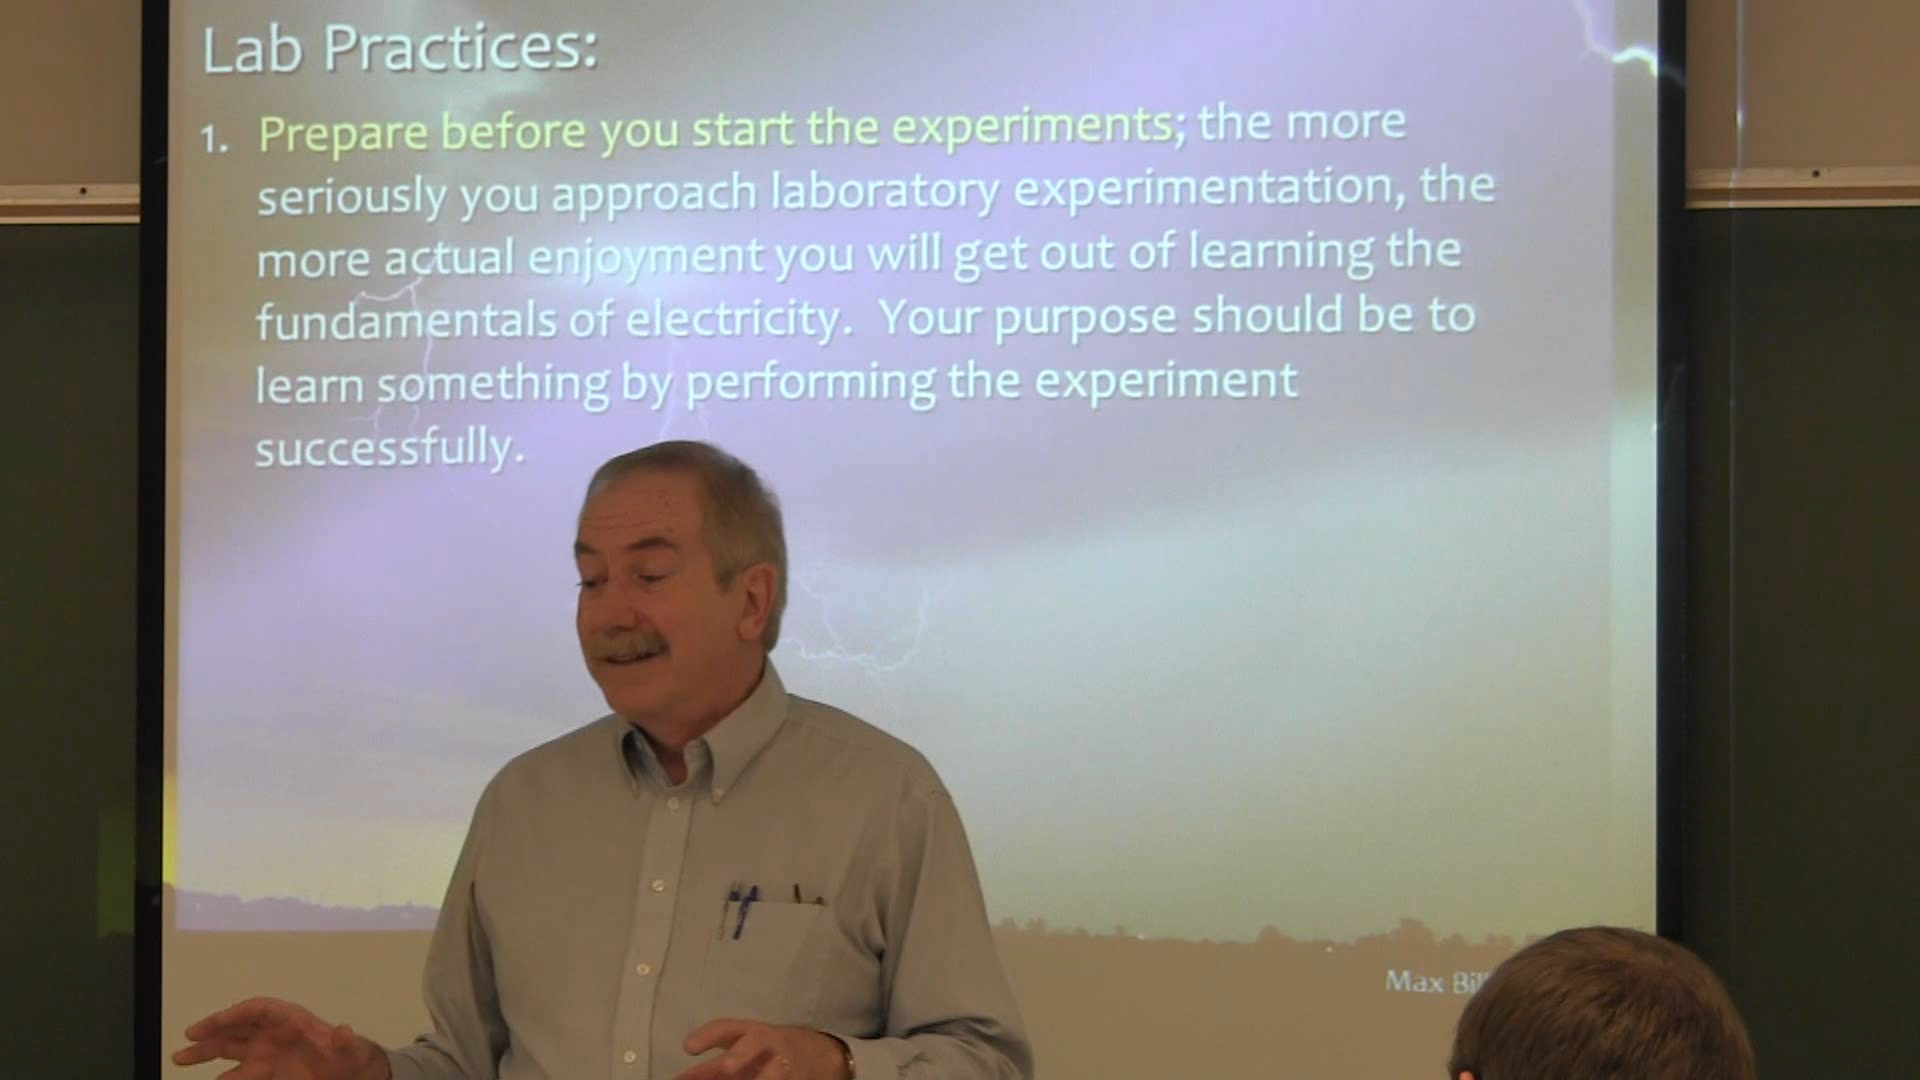 Lab Practices:
1. Prepare before you start the experiments; the more
seriously you approach laboratory experimentation, the
more actual enjoyment you will get out of learning the
fundamentals of electricity. Your purpose should be to
learn something by performing the experiment
successfully.
Max